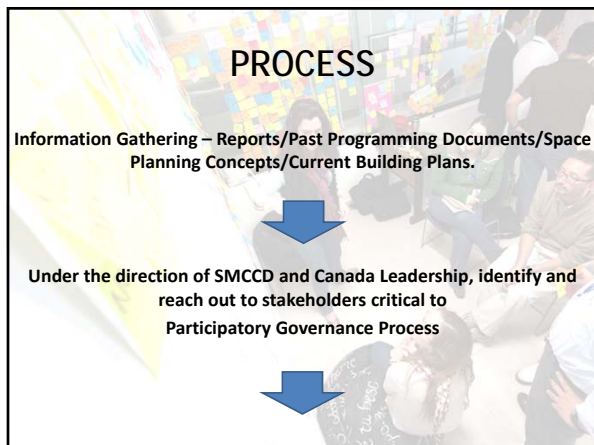 PROCESS
Information Gathering – Reports/Past Programming Documents/Space
Planning Concepts/Current Building Plans.
Under the direction of SMCCD and Canada Leadership, identify and
reach out to stakeholders critical to
Participatory Governance Process